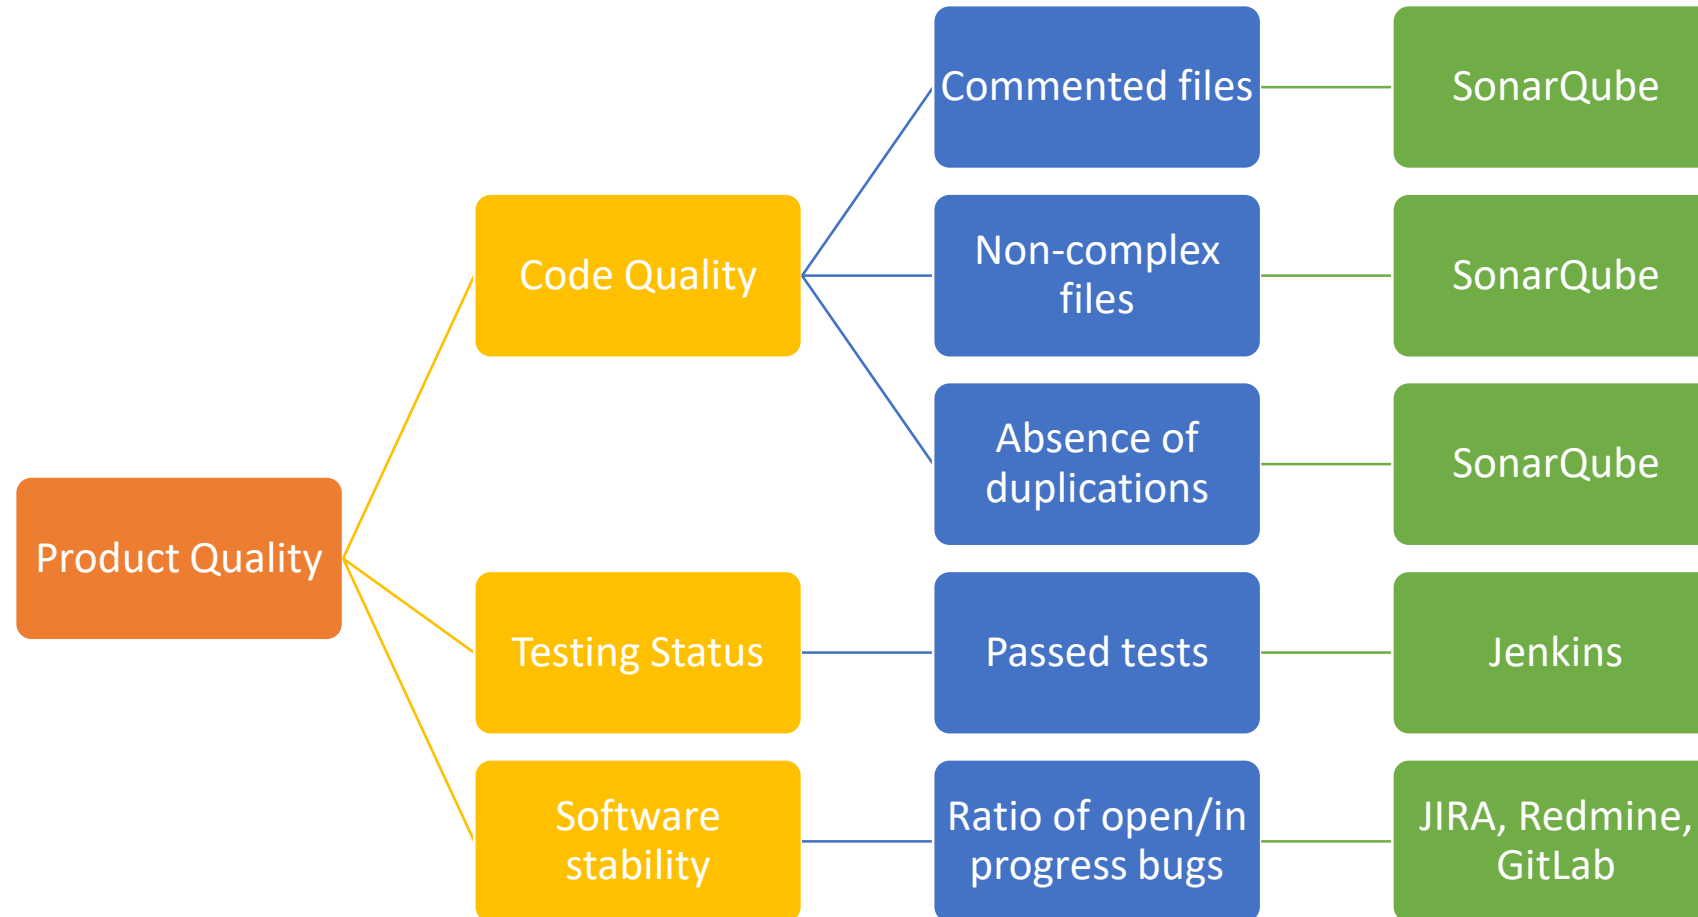 Commented files
SonarQube
Code Quality
Non-complex
files
SonarQube
Absence of
duplications
SonarQube
Product Quality
Testing Status
Passed tests
Jenkins
Software
stability
Ratio of open/in
progress bugs
JIRA, Redmine,
GitLab